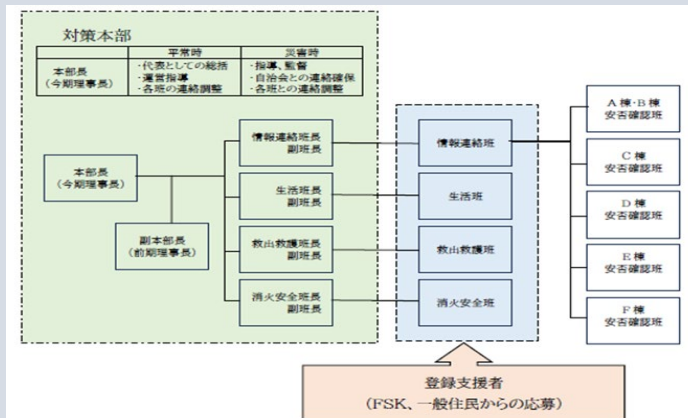 対策本部
平常時
災害時
本部長
(今期理事長)
・代表としての総括
・運営指導
・各班の連絡調整
・指導、監督
・自治会との連絡確保
・各班との連絡調整
本部長
(今期理事長)
副本部長
(前期理事長)
情報連絡班長
副班長
生活班長
副班長
救出救護班長
副班長
消火安全班長
副班長
情報連絡班
生活班
救出救護班
消火安全班
A棟・B棟
安否確認班
C棟
安否確認班
D棟
安否確認班
E棟
安否確認班
F棟
安否確認班
登録支援者
(FSK、一般住民からの応募)